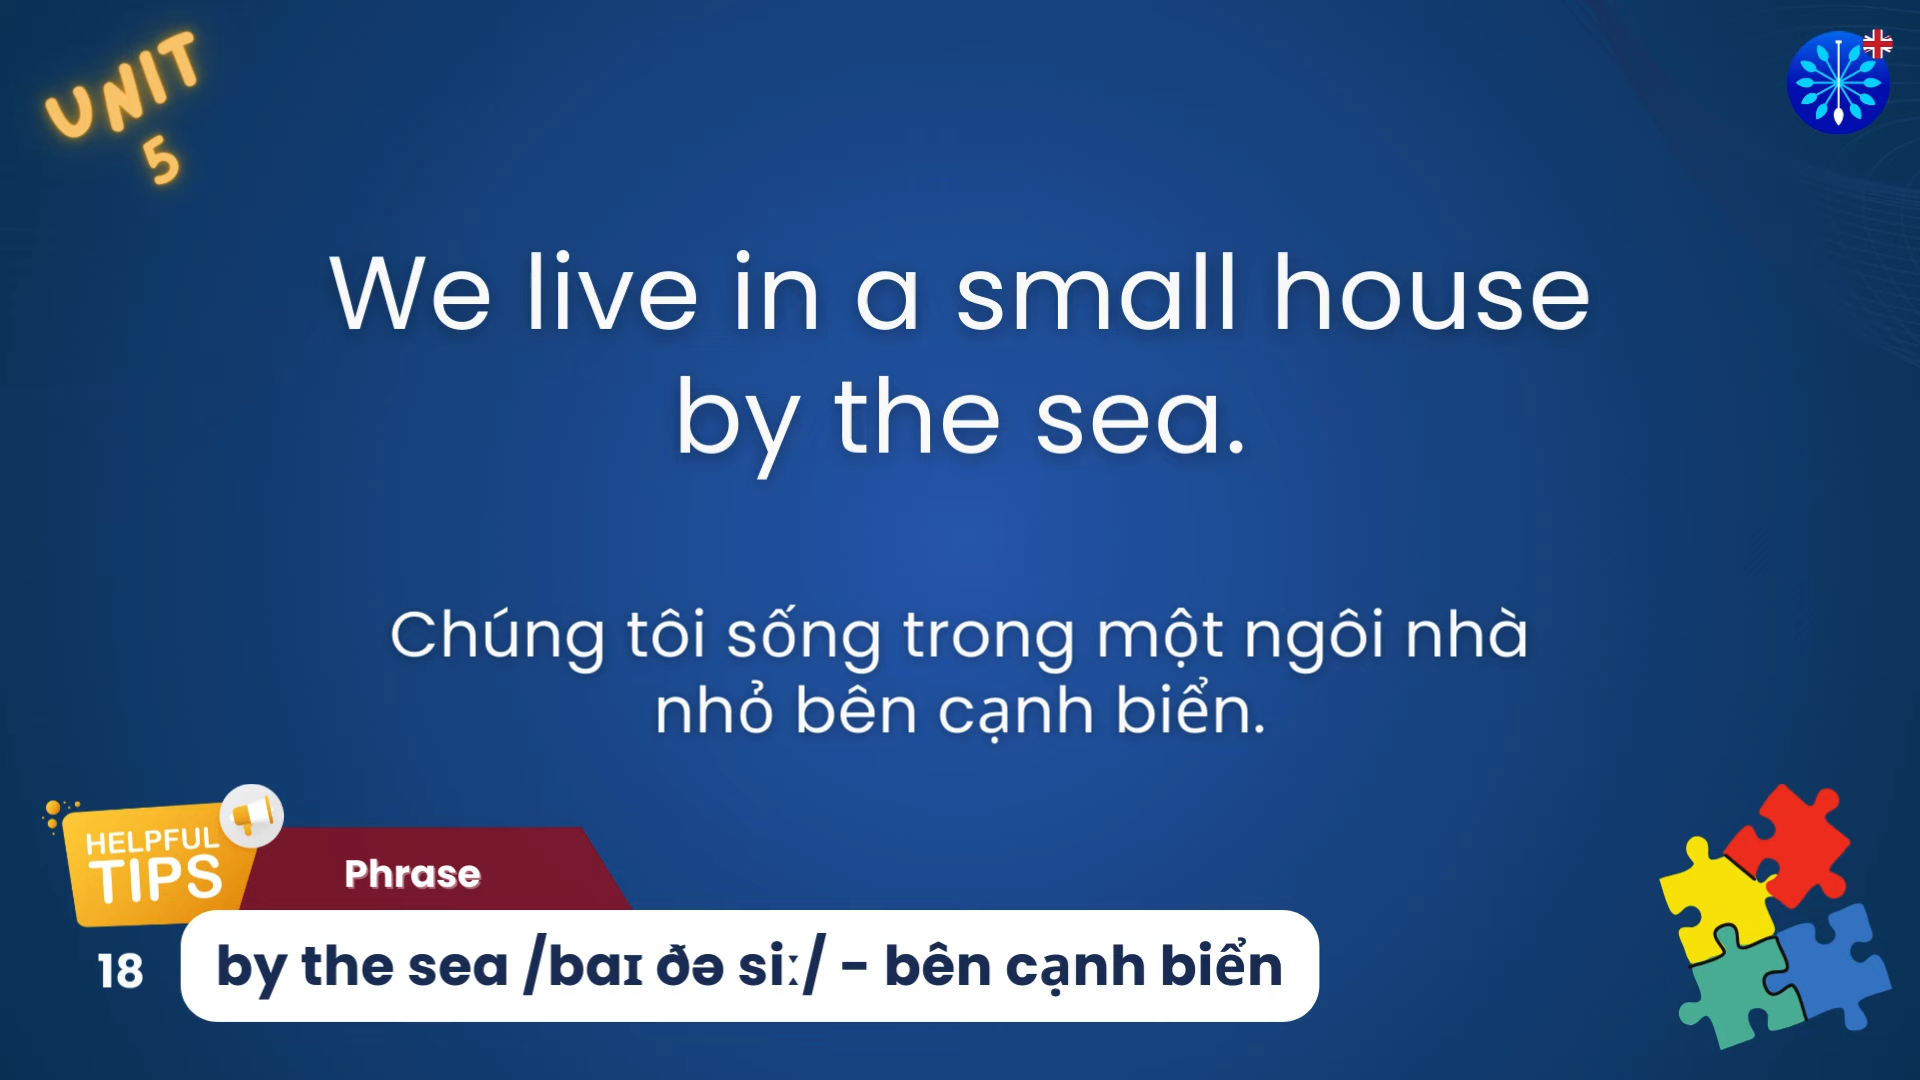 UNIT
5
We live in a small house
by the sea.
Chúng tôi sống trong một ngôi nhà
nhỏ bên cạnh biển.
HELPFUL
TIPS
Phrase
18
by the sea /baɪ ðə siː/ - bên cạnh biển